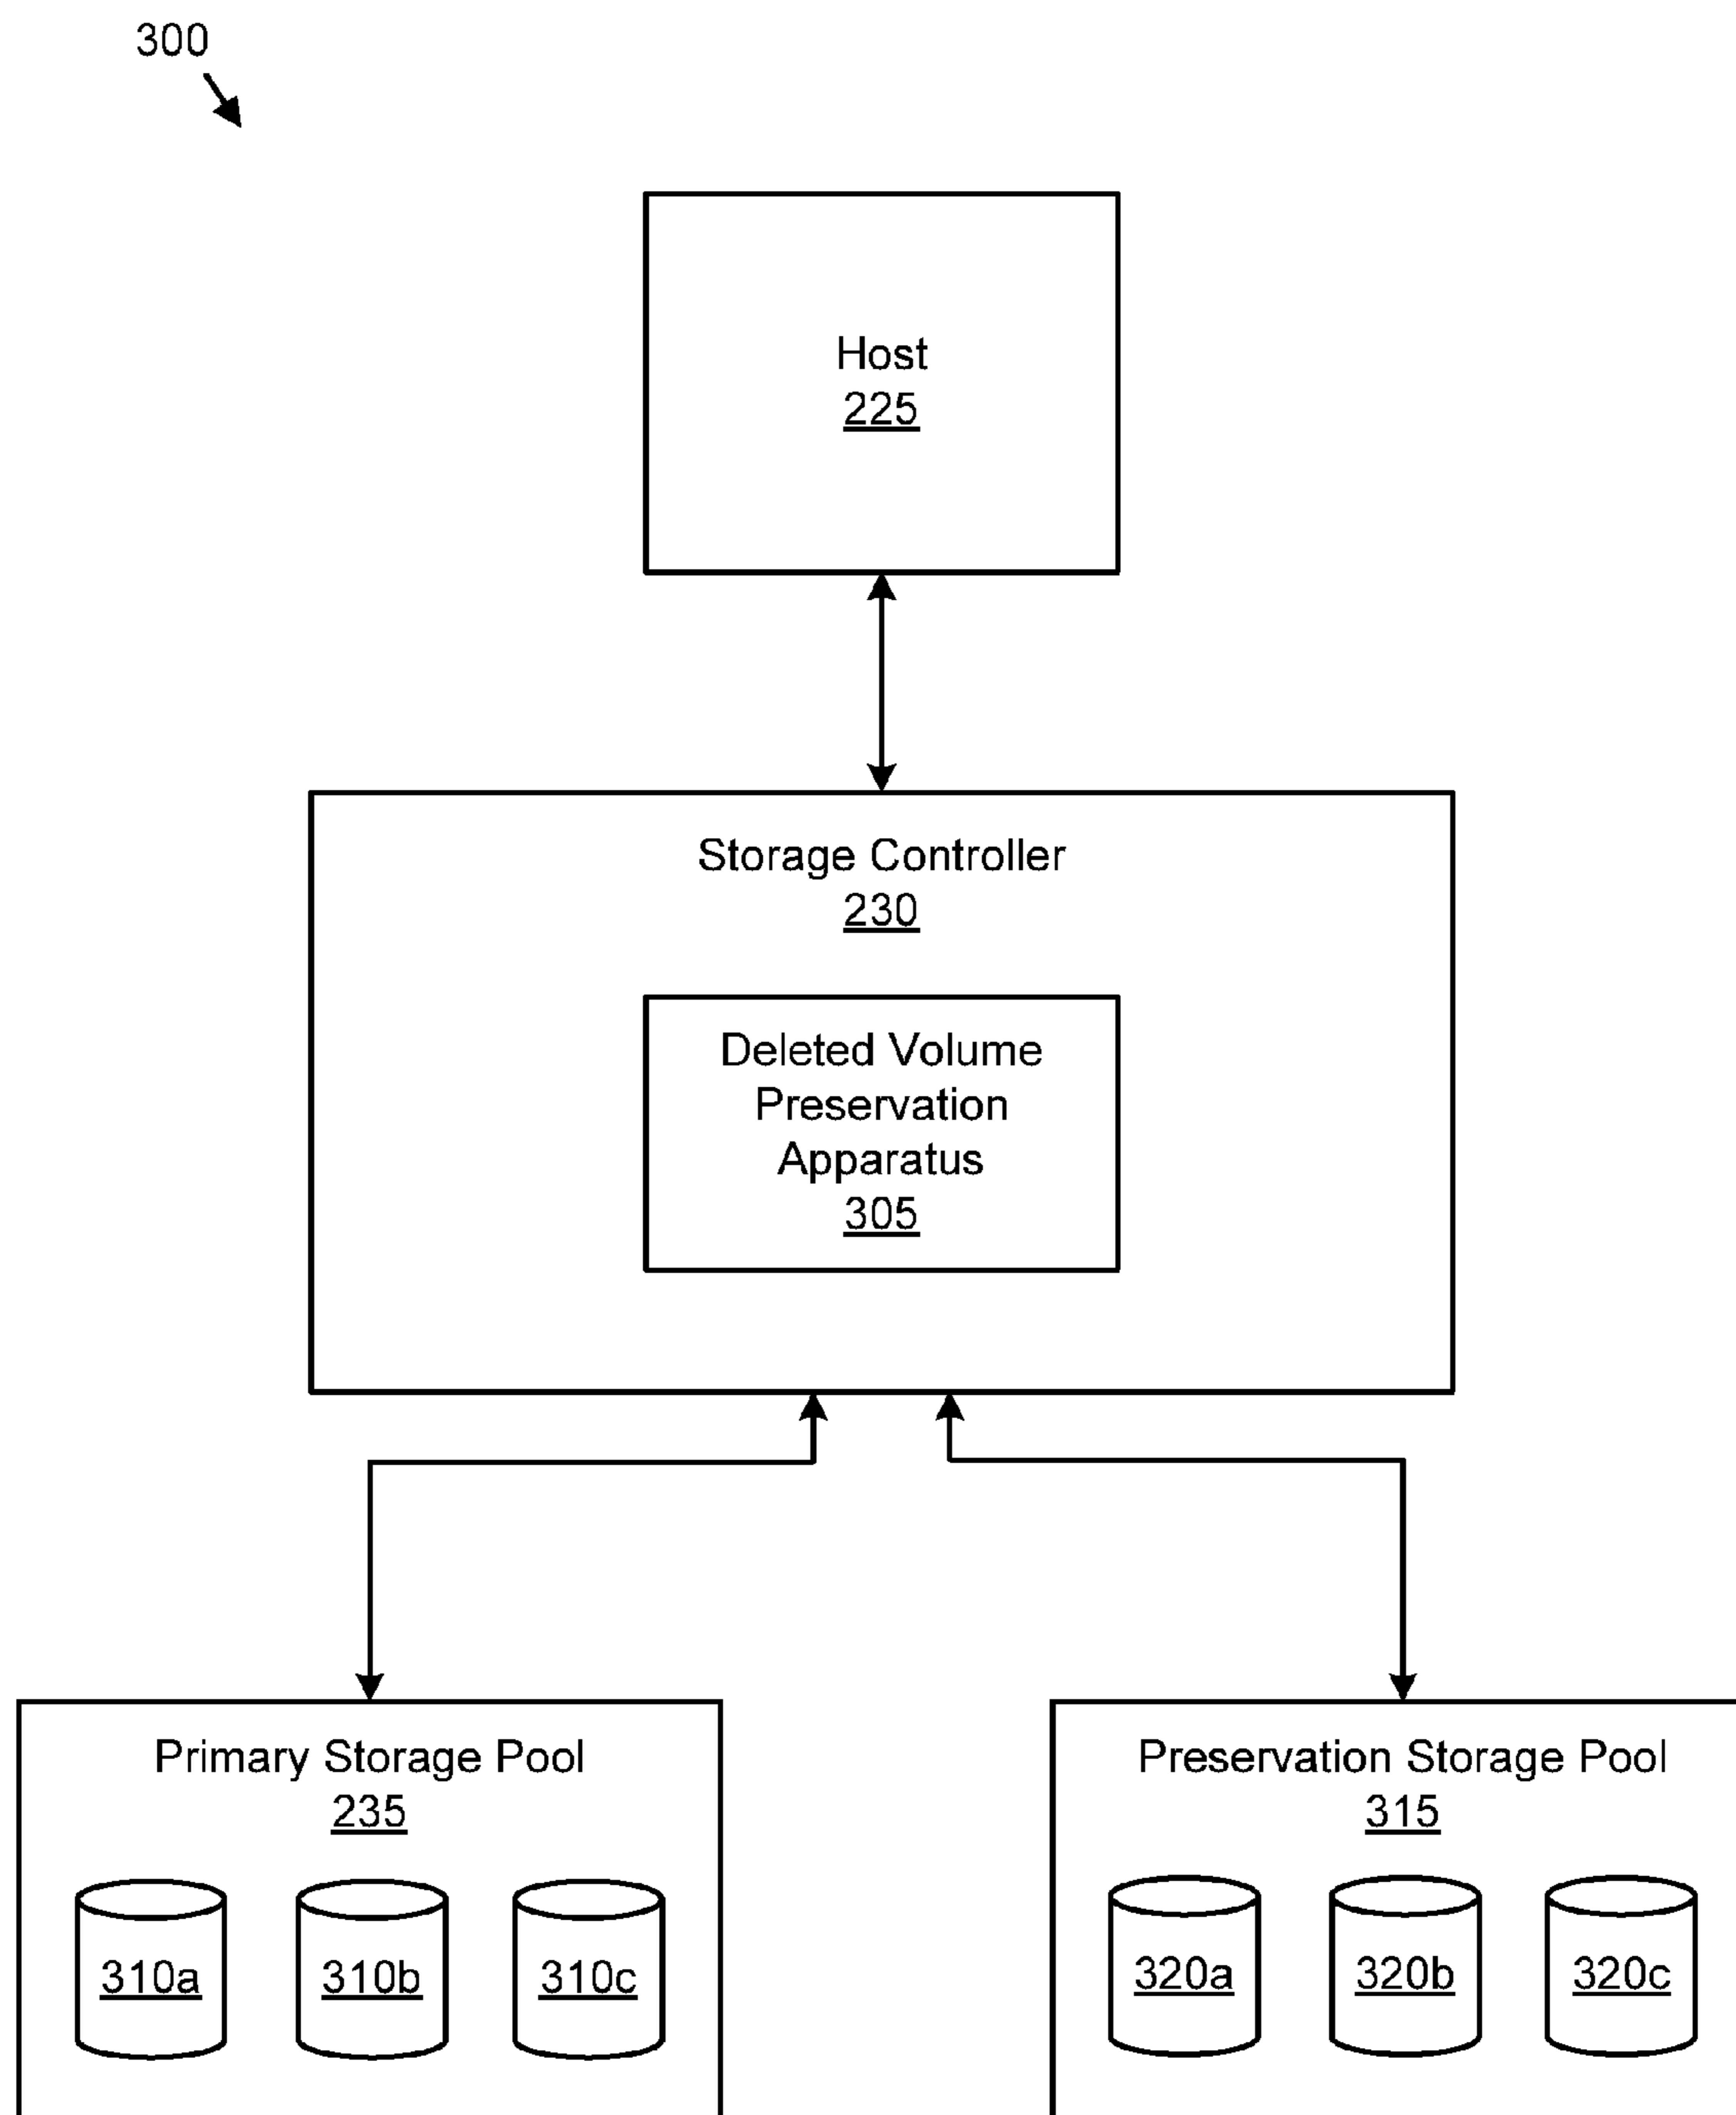 300
Host
225
Storage Controller
230
Deleted Volume
Preservation
Apparatus
305
Primary Storage Pool
235
310a 310b 310c
Preservation Storage Pool
315
320a 320b 320c